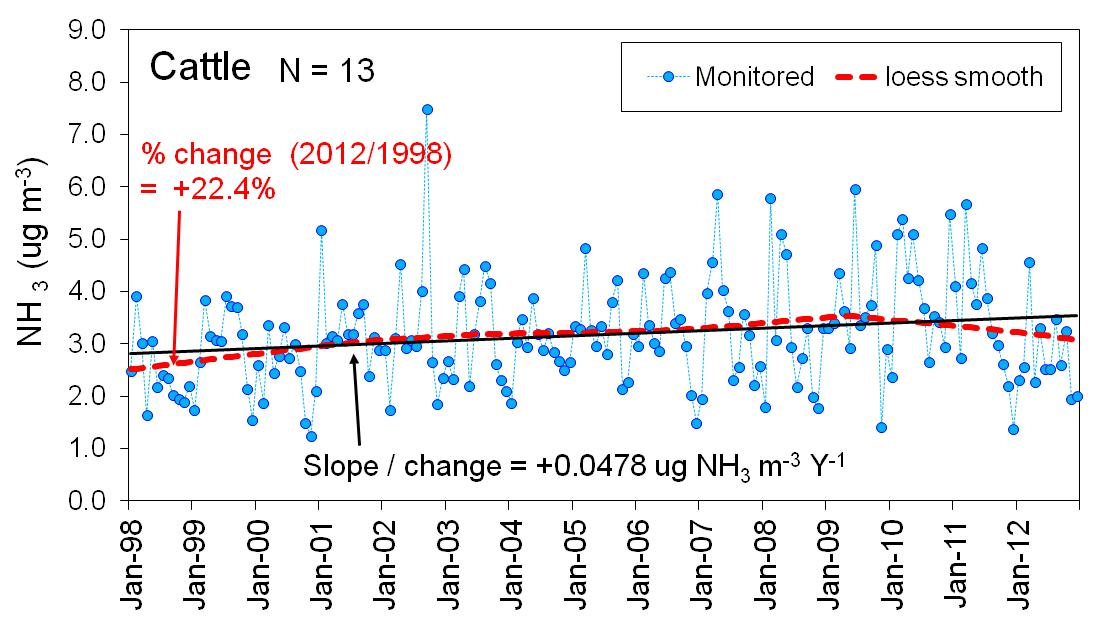 9.0
8.0
7.0
6.0
5.0
4.0
3.0
2.0
1.0
0.0
NH 3 (ug m-3)
Cattle N = 13
Monitored loess smooth
% change (2012/1998)
= +22.4%
Slope / change = +0.0478 ug NH3 m-3 Y-1
Jan-98
Jan-99
Jan-00
Jan-01
Jan-02
Jan-03
Jan-04
Jan-05
Jan-06
Jan-07
Jan-08
Jan-09
Jan-10
Jan-11
Jan-12